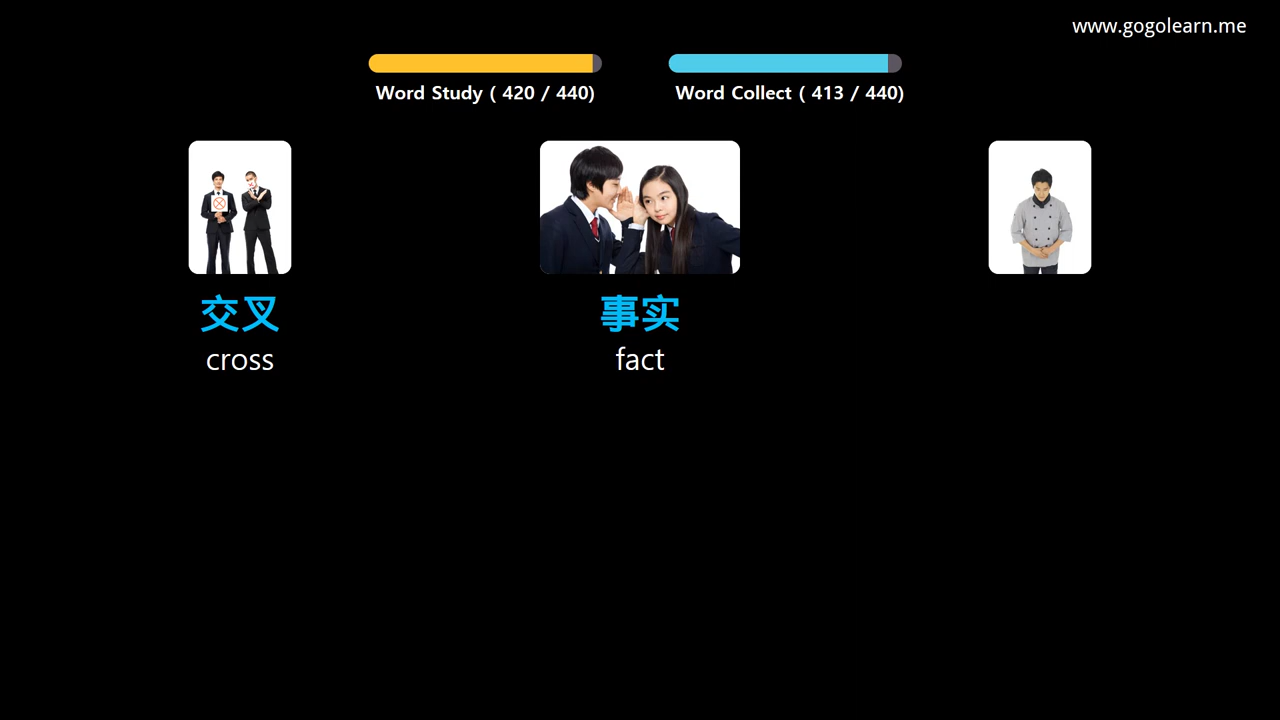 www.gogolearn.me
Word Study ( 420 / 440)
Word Collect ( 413 / 440)
交叉
cross
事实
fact